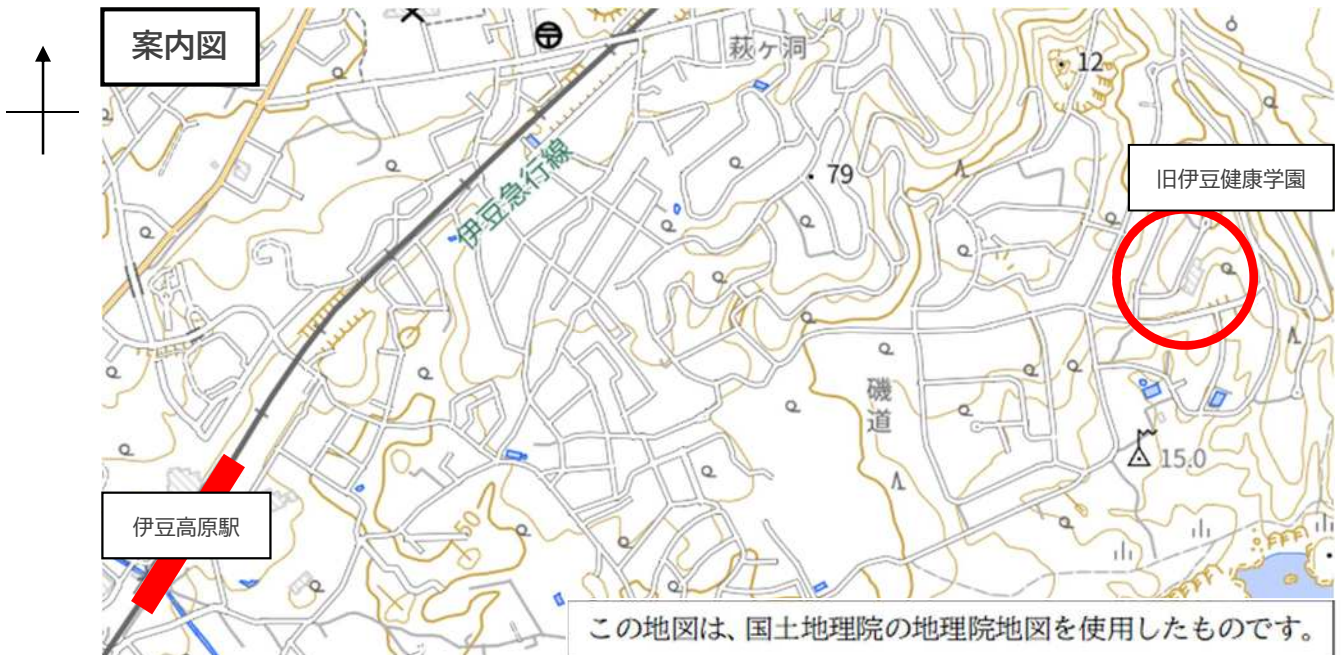 案内図
萩ヶ洞
12
79
伊豆急行線
旧伊豆健康学園
磯道
15.0
伊豆高原駅
50
この地図は、国土地理院の地理院地図を使用したものです。